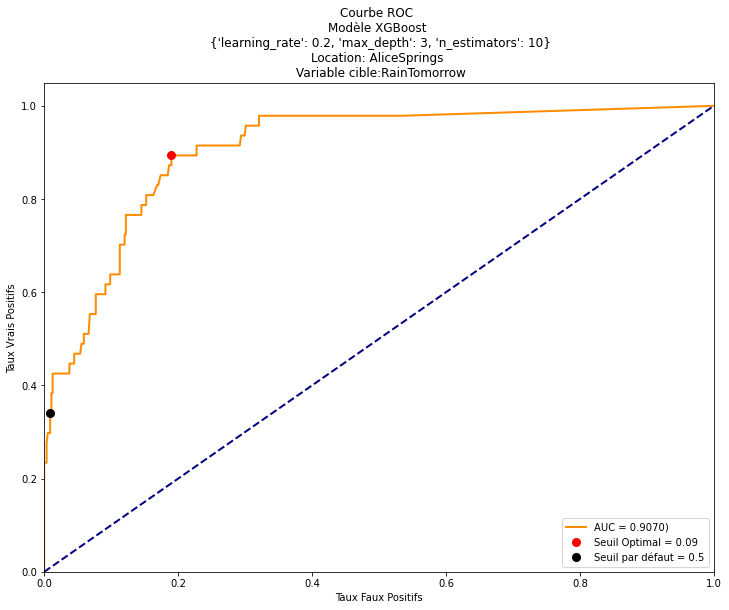 Courbe ROC
Modèle XGBoost
{'learning_rate': 0.2, 'max_depth': 3, 'n_estimators': 10}
Location: AliceSprings
Variable cible:RainTomorrow
1.0
0.8
0.6
0.4
0.2
0.0
Taux Vrais Positifs
AUC = 0.9070)
Seuil Optimal = 0.09
Seuil par défaut = 0.5
0.0 0.2 0.4 0.6 0.8 1.0
Taux Faux Positifs